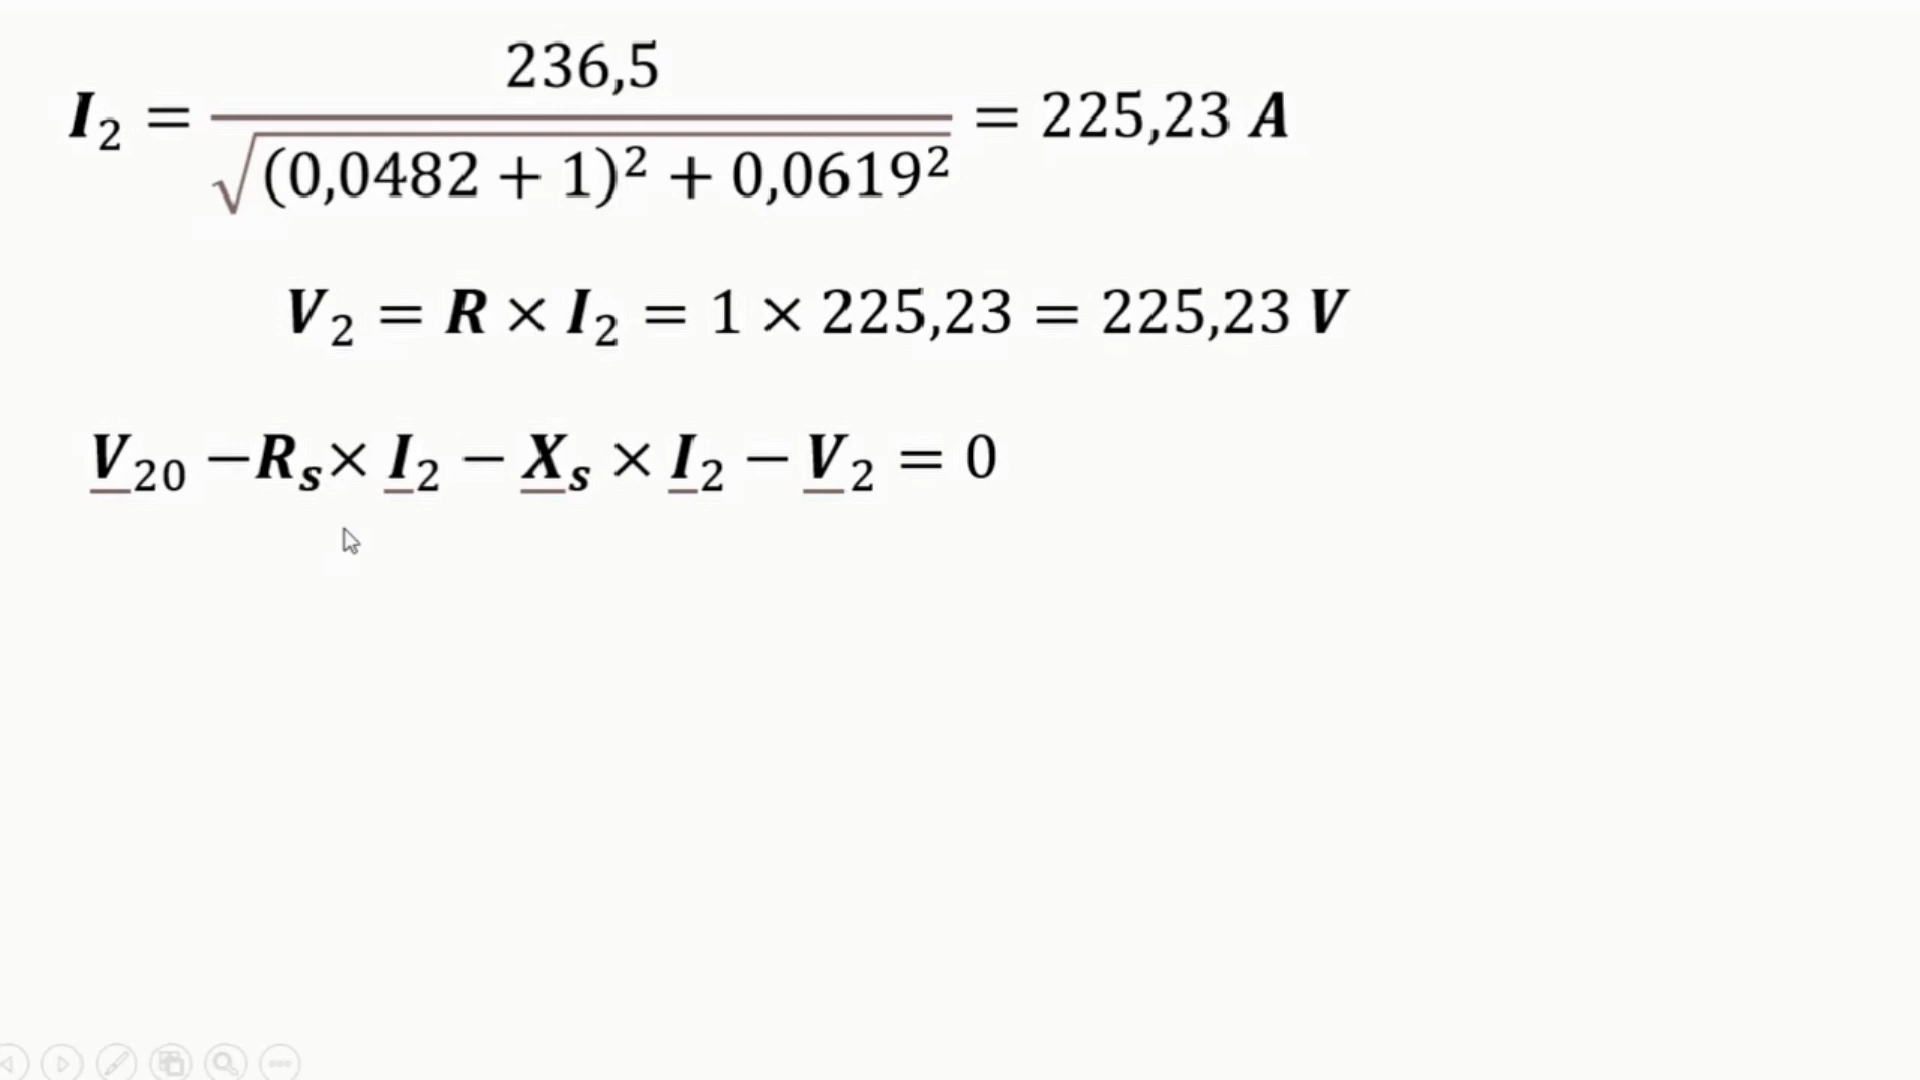 I₂ = 236,5 / √((0,0482 + 1)² + 0,0619²) = 225,23 A
V₂ = R × I₂ = 1 × 225,23 = 225,23 V
V₂₀ − Rₛ × I₂ − Xₛ × I₂ − V₂ = 0